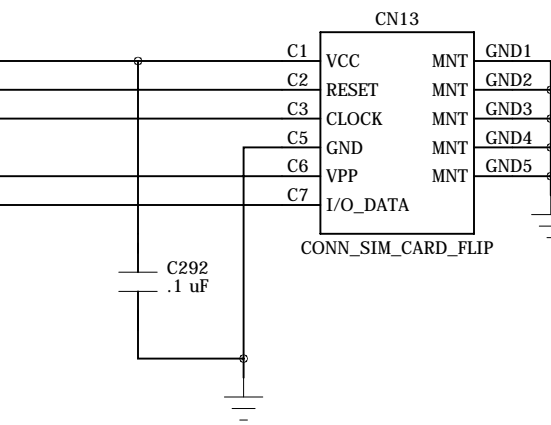 CN13
C1 VCC MNT GND1
C2 RESET MNT GND2
C3 CLOCK MNT GND3
C5 GND MNT GND4
C6 VPP MNT GND5
C7 I/O_DATA
CONN_SIM_CARD_FLIP
C292
.1 uF